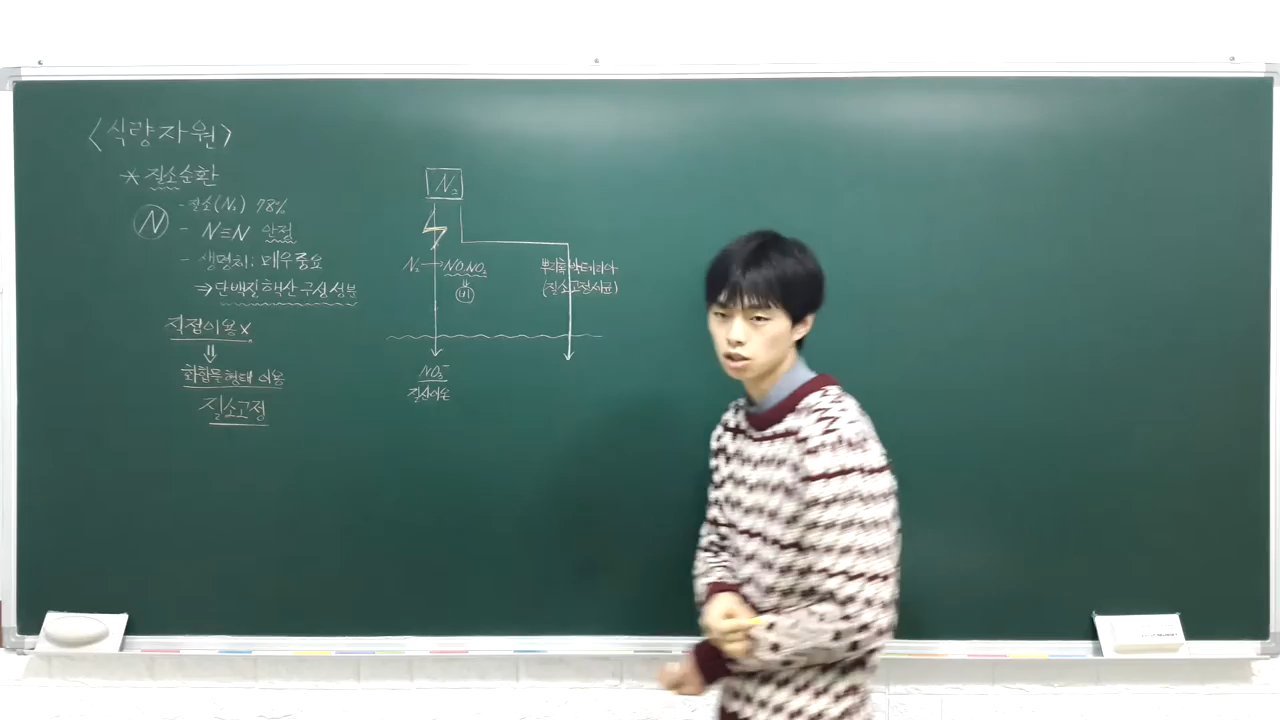 <식량자원>
* 질소순환
N
- 질소(N₂) 78%
- N≡N 안정
- 생명체; 매우중요
⇒ 단백질 핵산 구성성분
직접이용 x
⇓
화합물 형태 이용
질소고정
N₂
N₂ → NO, NO₂
비
NO₃⁻
질산이온
뿌리혹박테리아
(질소고정세균)